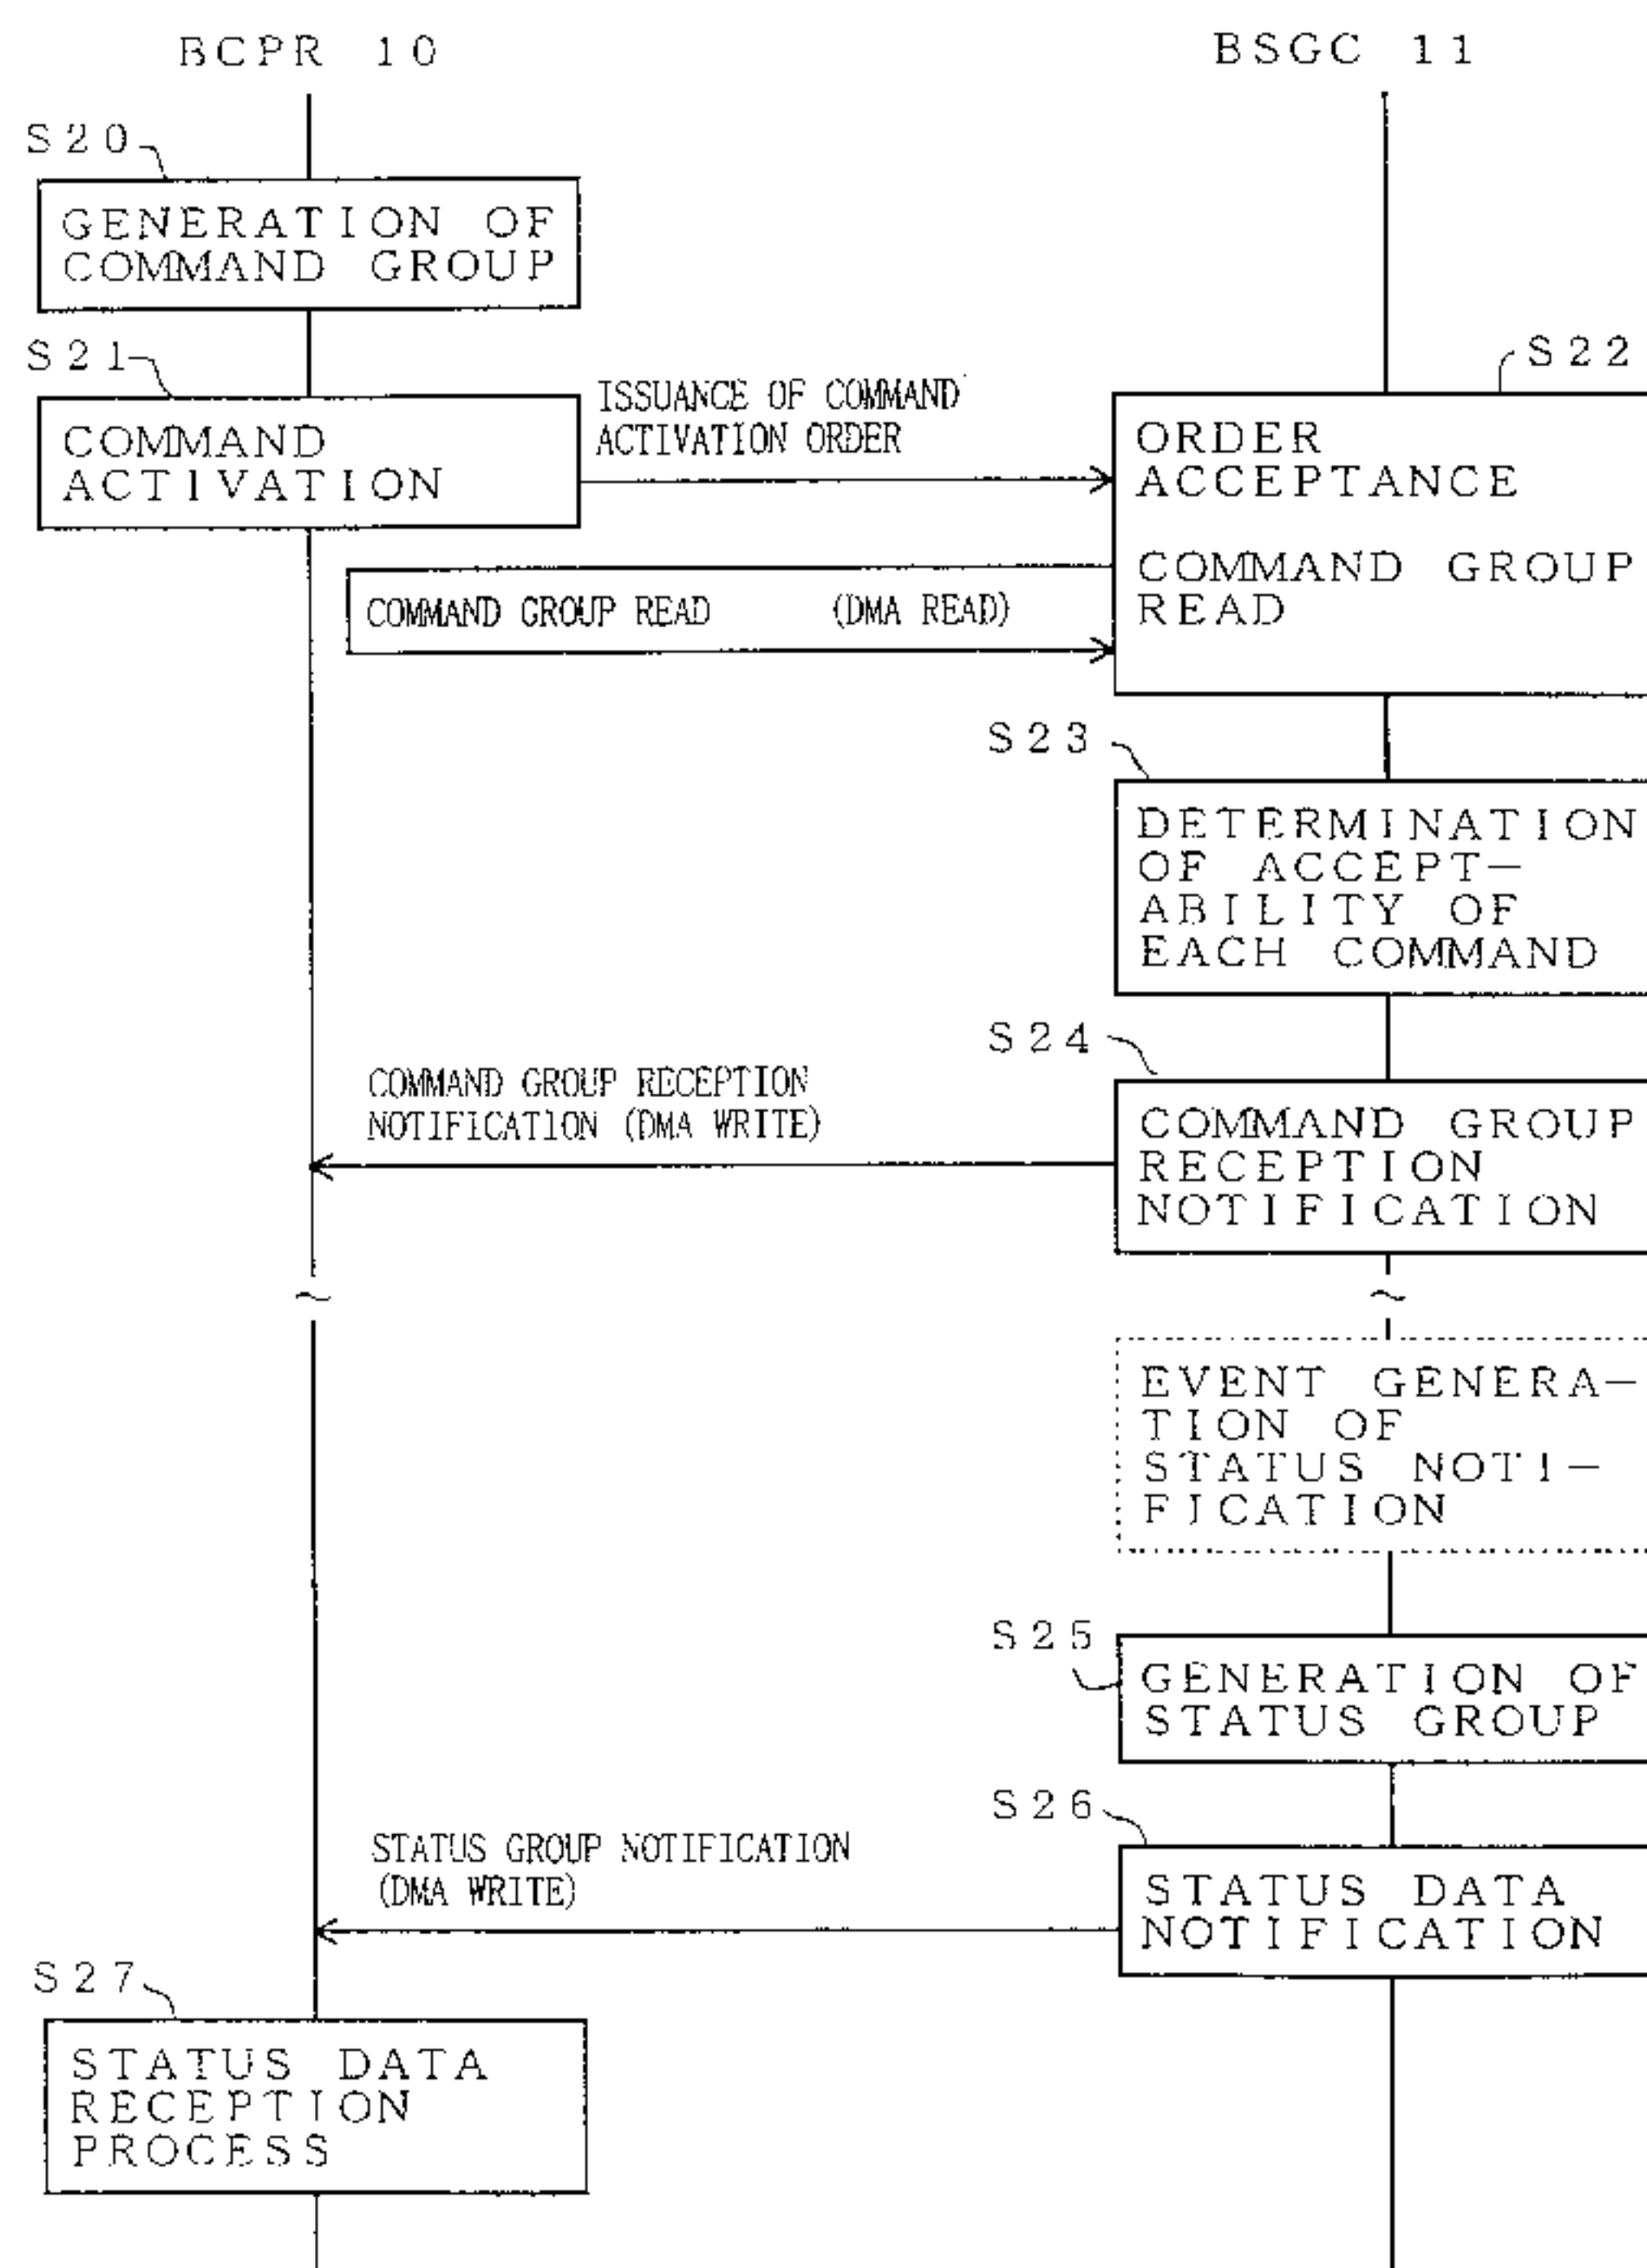 BCPR 10
BSGC 11
S20
GENERATION OF
COMMAND GROUP
S21
COMMAND
ACTIVATION
ISSUANCE OF COMMAND
ACTIVATION ORDER
S22
ORDER
ACCEPTANCE
COMMAND GROUP
READ
COMMAND GROUP READ (DMA READ)
S23
DETERMINATION
OF ACCEPT-
ABILITY OF
EACH COMMAND
S24
COMMAND GROUP RECEPTION
NOTIFICATION (DMA WRITE)
COMMAND GROUP
RECEPTION
NOTIFICATION
~
~
EVENT GENERA-
TION OF
STATUS NOTI-
FICATION
S25
GENERATION OF
STATUS GROUP
S26
STATUS GROUP NOTIFICATION
(DMA WRITE)
STATUS DATA
NOTIFICATION
S27
STATUS DATA
RECEPTION
PROCESS